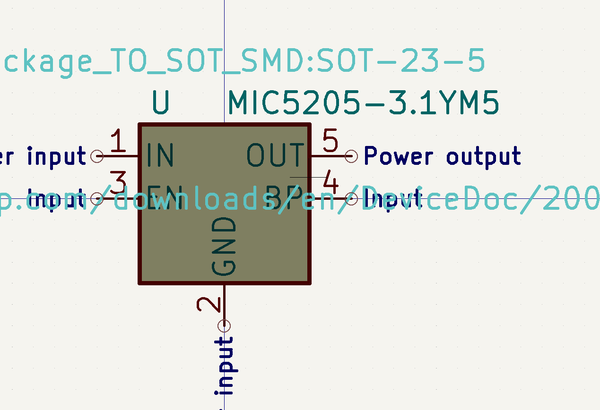 ckage_TO_SOT_SMD:SOT-23-5
U MIC5205-3.1YM5
er input 1 IN OUT 5 Power output
Input 3 EN BP 4 Input
p.com/downloads/en/DeviceDoc/200
GND
2
input